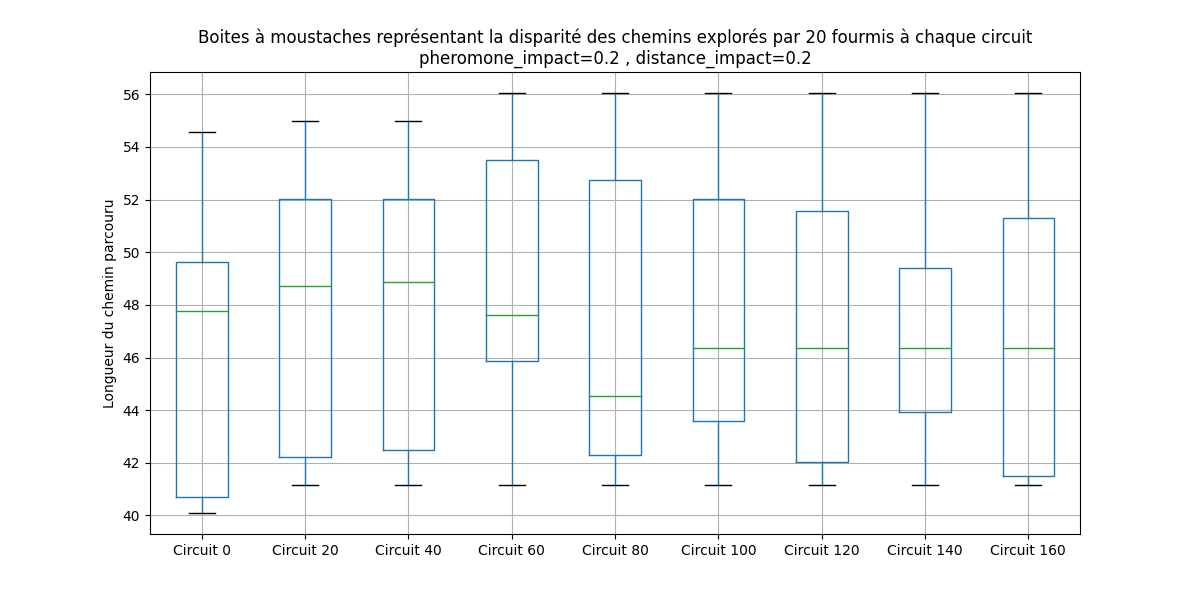 Boites à moustaches représentant la disparité des chemins explorés par 20 fourmis à chaque circuit
pheromone_impact=0.2 , distance_impact=0.2
Longueur du chemin parcouru
56
54
52
50
48
46
44
42
40
Circuit 0 Circuit 20 Circuit 40 Circuit 60 Circuit 80 Circuit 100 Circuit 120 Circuit 140 Circuit 160